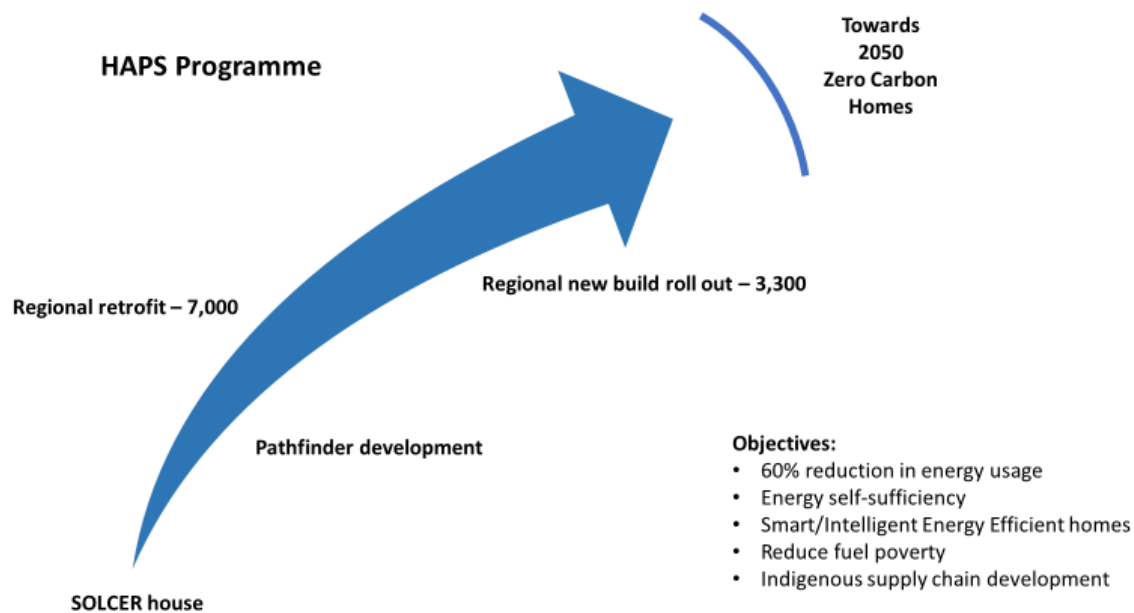 HAPS Programme
Towards
2050
Zero Carbon
Homes
Regional retrofit – 7,000
Regional new build roll out – 3,300
Pathfinder development
SOLCER house
Objectives:
• 60% reduction in energy usage
• Energy self-sufficiency
• Smart/Intelligent Energy Efficient homes
• Reduce fuel poverty
• Indigenous supply chain development